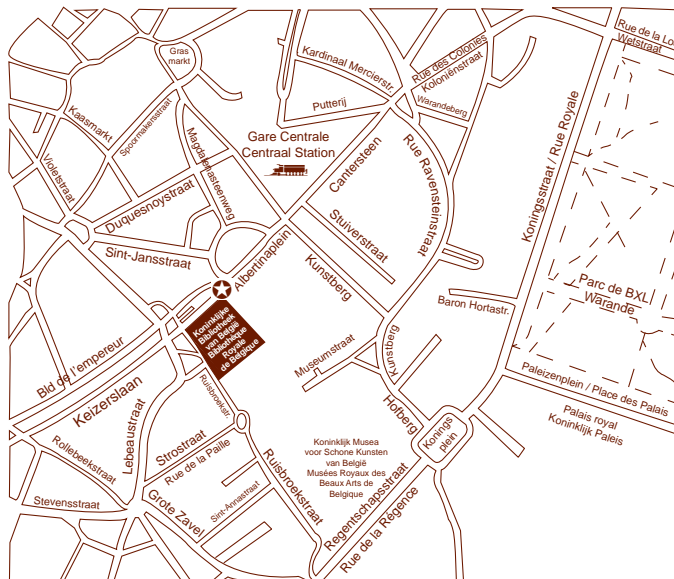 Gras
markt
Kardinaal Mercierstr.
Rue des Colonies
Koloniënstraat
Rue de la Loi
Wetstraat
Kaasmarkt
Spoormakersstraat
Putterij
Warandeberg
Magdalenasteenweg
Gare Centrale
Centraal Station
Cantersteen
Rue Ravensteinstraat
Koningsstraat / Rue Royale
Violetstraat
Duquesnoystraat
Stuiverstraat
Sint-Jansstraat
Albertinaplein
Kunstberg
Parc de BXL
Warande
Baron Hortastr.
Koninklijke
Bibliotheek
van België
Bibliothèque
Royale
de Belgique
Bld de l'empereur
Keizerslaan
Museumstraat
Kunstberg
Paleizenplein / Place des Palais
Palais royal
Koninklijk Paleis
Ruisbroekstr.
Hofberg
Konings
plein
Lebeaustraat
Rollebeekstraat
Strostraat
Rue de la Paille
Koninklijk Musea
voor Schone Kunsten
van België
Musées Royaux des
Beaux Arts de
Belgique
Ruisbroekstraat
Stevensstraat
Grote Zavel
Sint-Annastraat
Regentschapsstraat
Rue de la Régence